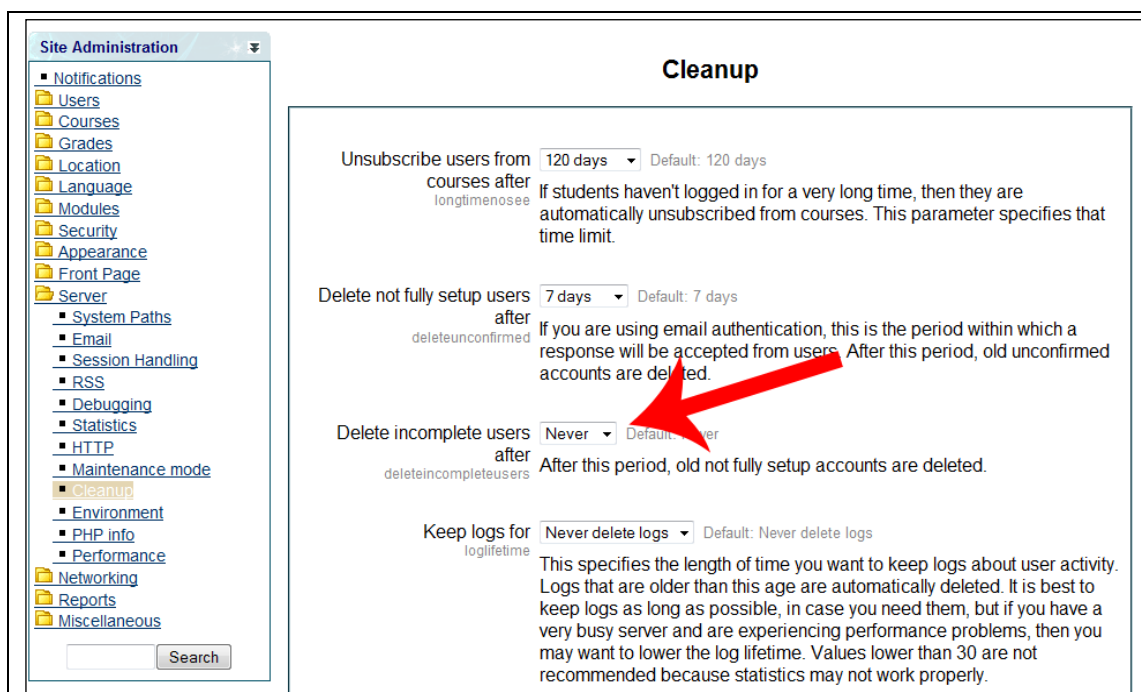 Site Administration
Notifications
Users
Courses
Grades
Location
Language
Modules
Security
Appearance
Front Page
Server
System Paths
Email
Session Handling
RSS
Debugging
Statistics
HTTP
Maintenance mode
Cleanup
Environment
PHP info
Performance
Networking
Reports
Miscellaneous
Search
Cleanup
Unsubscribe users from 120 days Default: 120 days
courses after
longtimenosee
If students haven't logged in for a very long time, then they are
automatically unsubscribed from courses. This parameter specifies that
time limit.
Delete not fully setup users 7 days Default: 7 days
after
deleteunconfirmed
If you are using email authentication, this is the period within which a
response will be accepted from users. After this period, old unconfirmed
accounts are deleted.
Delete incomplete users Never Default: Never
after
deleteincompleteusers
After this period, old not fully setup accounts are deleted.
Keep logs for Never delete logs Default: Never delete logs
loglifetime
This specifies the length of time you want to keep logs about user activity.
Logs that are older than this age are automatically deleted. It is best to
keep logs as long as possible, in case you need them, but if you have a
very busy server and are experiencing performance problems, then you
may want to lower the log lifetime. Values lower than 30 are not
recommended because statistics may not work properly.